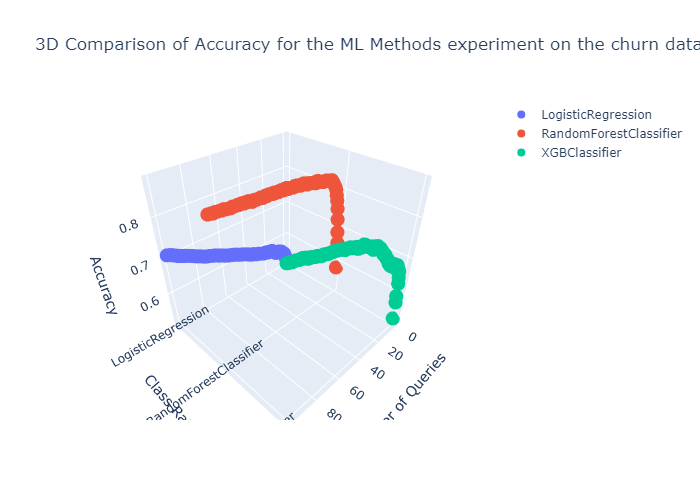 3D Comparison of Accuracy for the ML Methods experiment on the churn data
LogisticRegression
RandomForestClassifier
XGBClassifier
0.8
0.7
0.6
Accuracy
LogisticRegression
RandomForestClassifier
0
20
40
60
80
of Queries